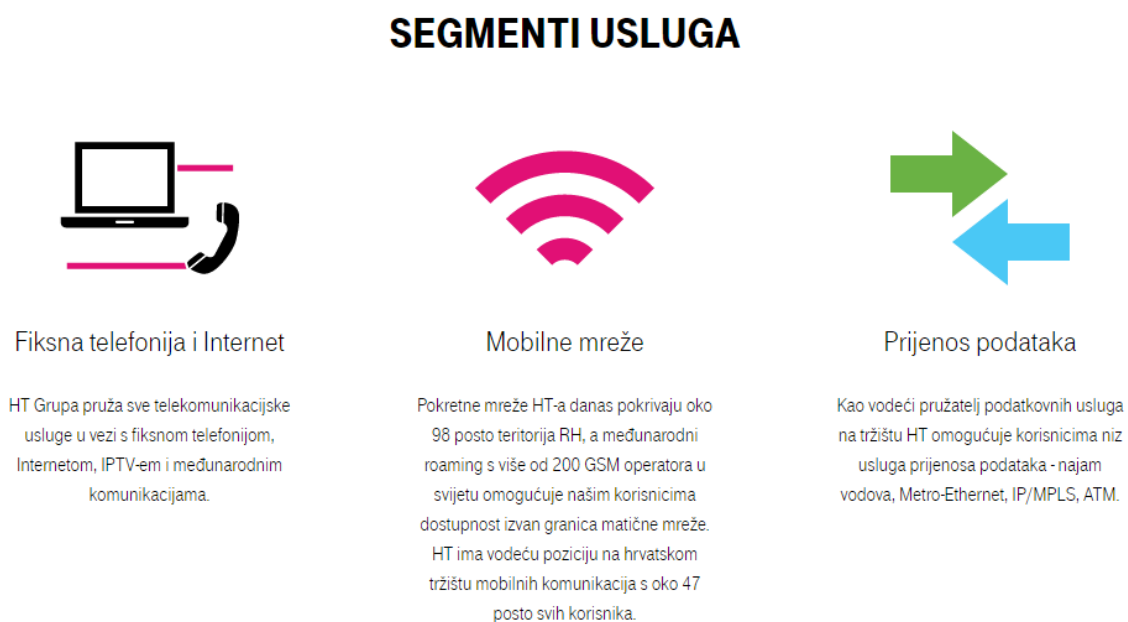 SEGMENTI USLUGA
Fiksna telefonija i Internet
HT Grupa pruža sve telekomunikacijske
usluge u vezi s fiksnom telefonijom,
Internetom, IPTV-em i međunarodnim
komunikacijama.
Mobilne mreže
Pokretne mreže HT-a danas pokrivaju oko
98 posto teritorija RH, a međunarodni
roaming s više od 200 GSM operatora u
svijetu omogućuje našim korisnicima
dostupnost izvan granica matične mreže.
HT ima vodeću poziciju na hrvatskom
tržištu mobilnih komunikacija s oko 47
posto svih korisnika.
Prijenos podataka
Kao vodeći pružatelj podatkovnih usluga
na tržištu HT omogućuje korisnicima niz
usluga prijenosa podataka - najam
vodova, Metro-Ethernet, IP/MPLS, ATM.